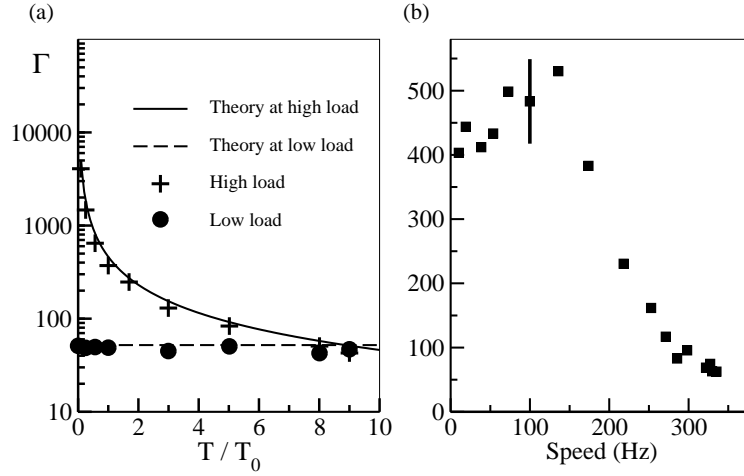 (a)
(b)
Γ
10000
1000
100
10
Theory at high load
Theory at low load
High load
Low load
0 2 4 6 8 10
T / T0
500
400
300
200
100
0
0 100 200 300
Speed (Hz)